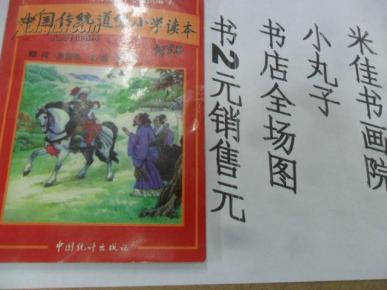 中国传统道德小学读本
中国统计出版社
米佳书画院
小丸子
书店全场图
书2元销售元